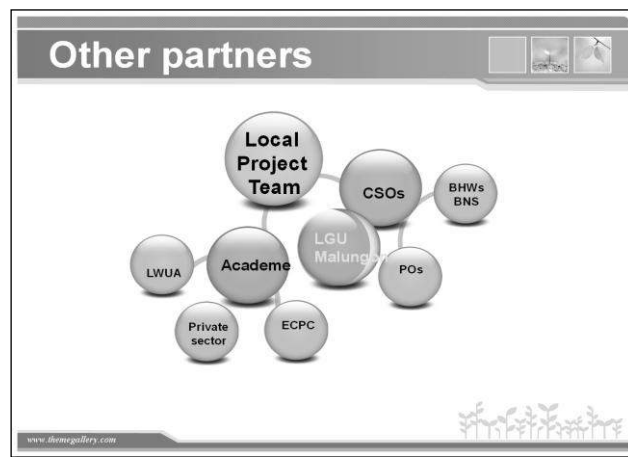 Other partners
Local
Project
Team
CSOs
BHWs
BNS
LGU
Malungon
LWUA
Academe
POs
Private
sector
ECPC
www.themegallery.com